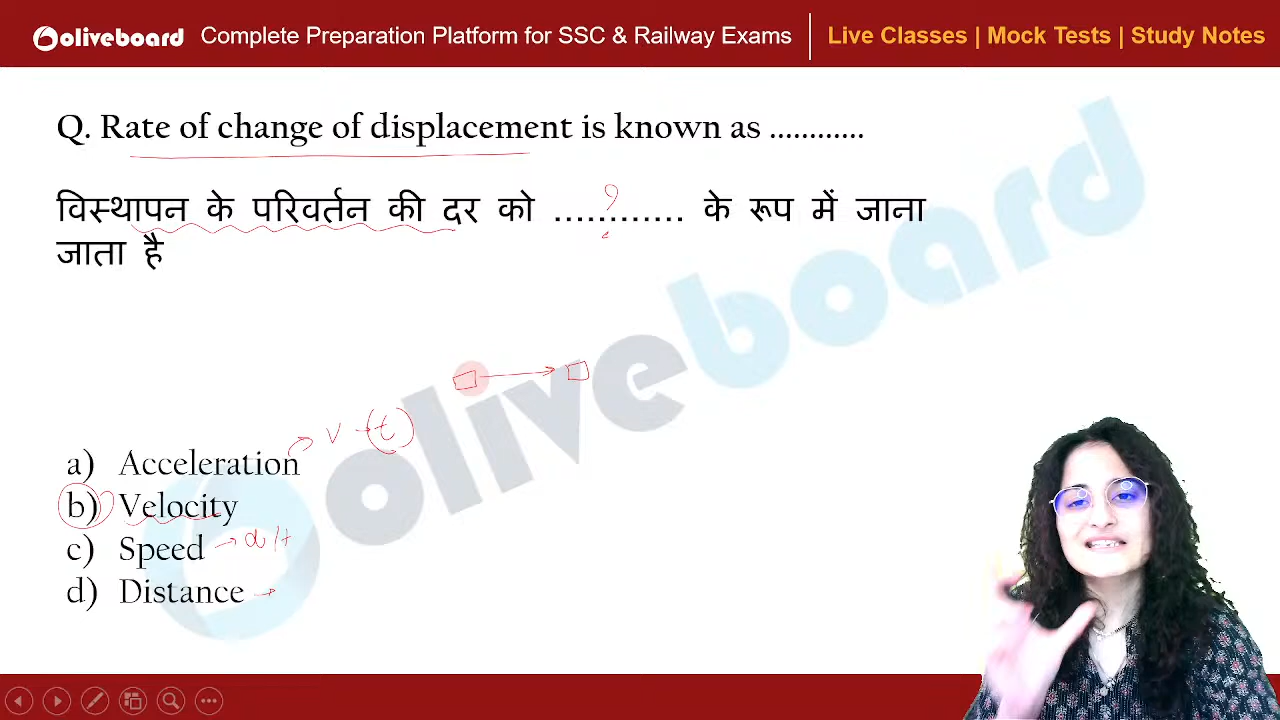 oliveboard Complete Preparation Platform for SSC & Railway Exams Live Classes | Mock Tests | Study Notes
Q. Rate of change of displacement is known as ............
विस्थापन के परिवर्तन की दर को ............. के रूप में जाना
जाता है
oliveboard
v → (t)
a) Acceleration
b) Velocity
c) Speed → d/t
d) Distance →